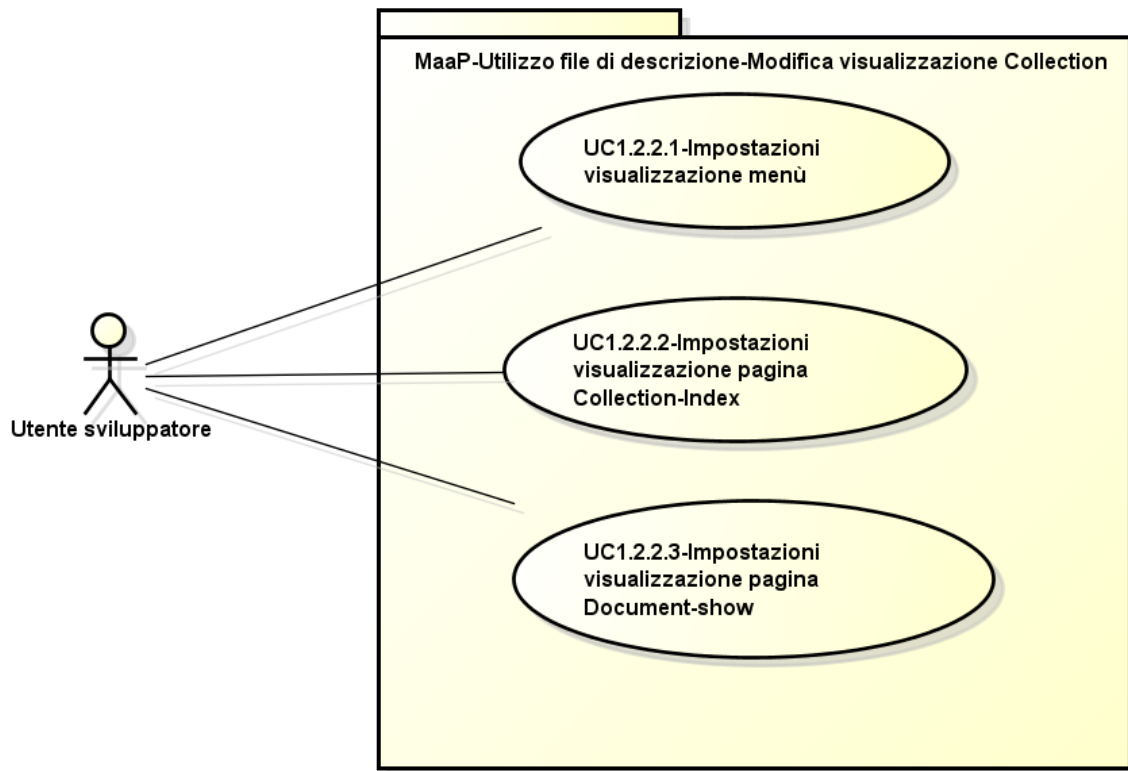 MaaP-Utilizzo file di descrizione-Modifica visualizzazione Collection
UC1.2.2.1-Impostazioni
visualizzazione menù
UC1.2.2.2-Impostazioni
visualizzazione pagina
Collection-Index
Utente sviluppatore
UC1.2.2.3-Impostazioni
visualizzazione pagina
Document-show